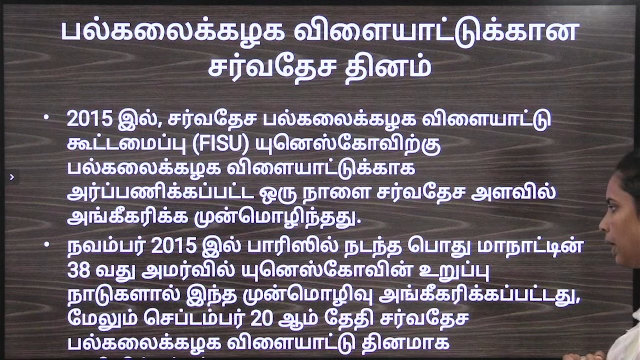 பல்கலைக்கழக விளையாட்டுக்கான
சர்வதேச தினம்
• 2015 இல், சர்வதேச பல்கலைக்கழக விளையாட்டு
கூட்டமைப்பு (FISU) யுனெஸ்கோவிற்கு
பல்கலைக்கழக விளையாட்டுக்காக
அர்ப்பணிக்கப்பட்ட ஒரு நாளை சர்வதேச அளவில்
அங்கீகரிக்க முன்மொழிந்தது.
• நவம்பர் 2015 இல் பாரிஸில் நடந்த பொது மாநாட்டின்
38 வது அமர்வில் யுனெஸ்கோவின் உறுப்பு
நாடுகளால் இந்த முன்மொழிவு அங்கீகரிக்கப்பட்டது,
மேலும் செப்டம்பர் 20 ஆம் தேதி சர்வதேச
பல்கலைக்கழக விளையாட்டு தினமாக